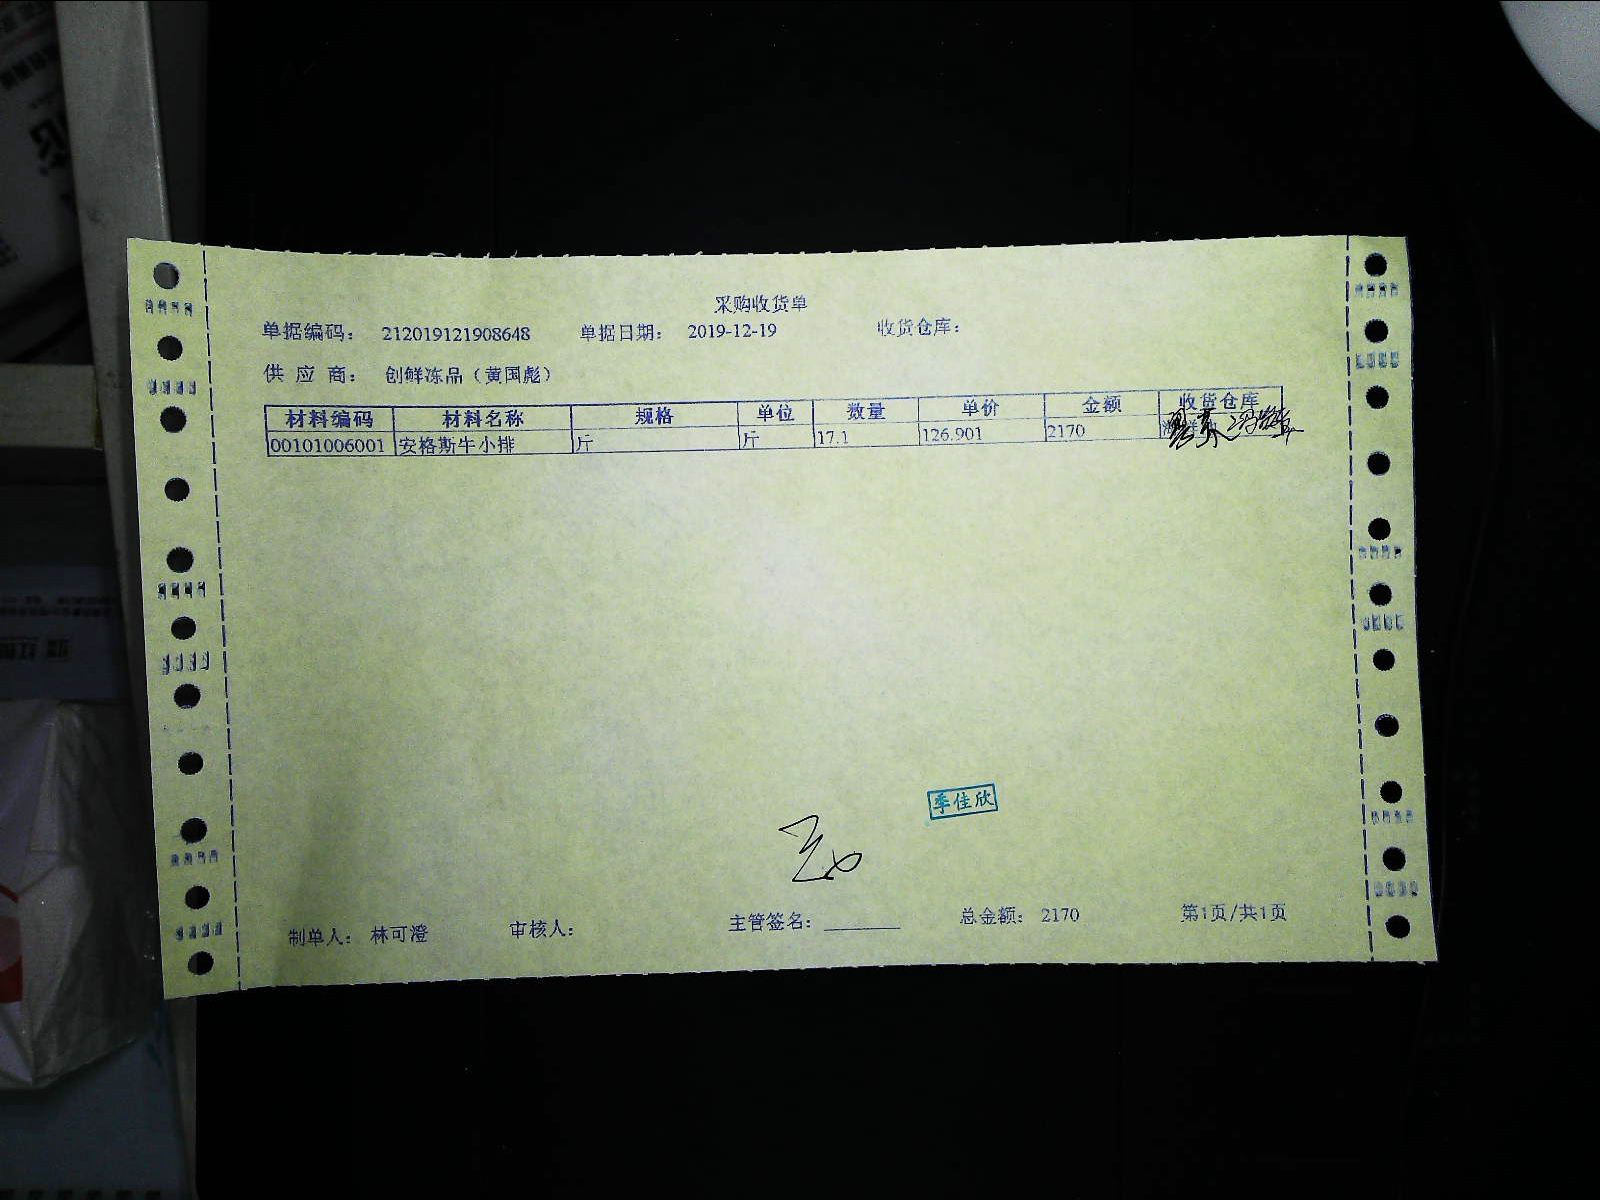 采购收货单
单据编码： 212019121908648 单据日期： 2019-12-19 收货仓库：
供 应 商： 创鲜冻品（黄国彪）
材料编码 材料名称 规格 单位 数量 单价 金额 收货仓库
00101006001 安格斯牛小排 斤 斤 17.1 126.901 2170
季佳欣
制单人： 林可澄 审核人： 主管签名： 总金额： 2170 第1页/共1页